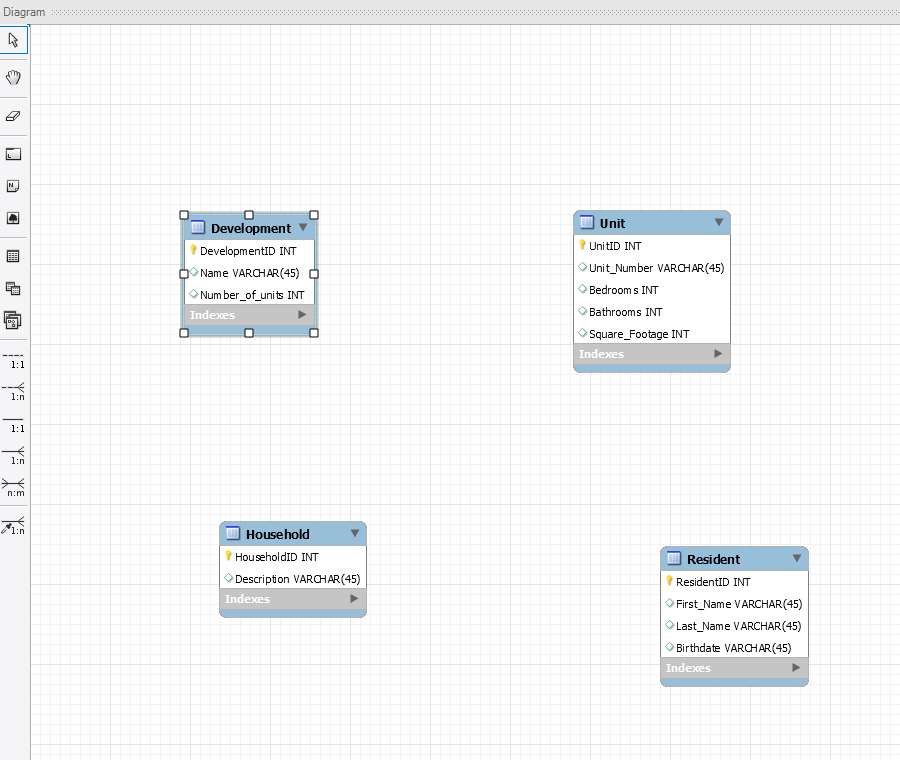 Diagram
1:1
1:n
1:1
1:n
n:m
1:n
Development
DevelopmentID INT
Name VARCHAR(45)
Number_of_units INT
Indexes
Unit
UnitID INT
Unit_Number VARCHAR(45)
Bedrooms INT
Bathrooms INT
Square_Footage INT
Indexes
Household
HouseholdID INT
Description VARCHAR(45)
Indexes
Resident
ResidentID INT
First_Name VARCHAR(45)
Last_Name VARCHAR(45)
Birthdate VARCHAR(45)
Indexes